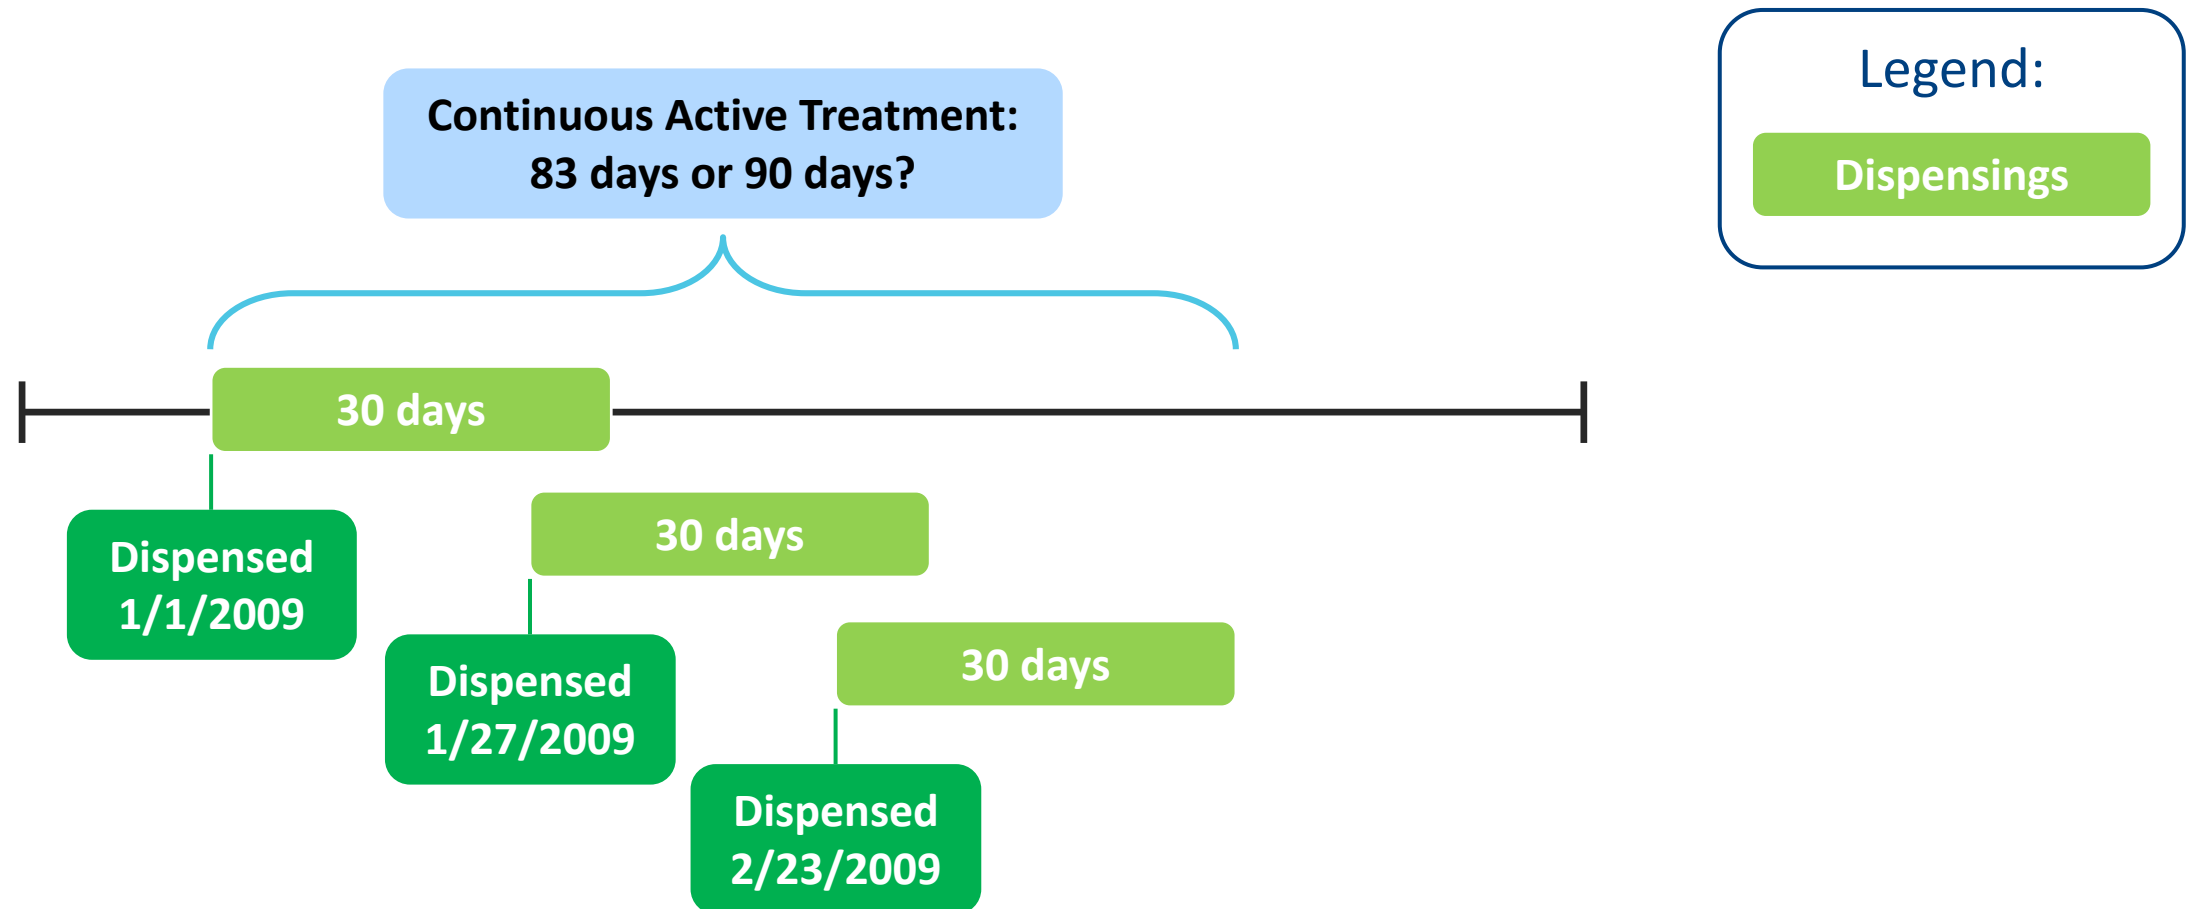 Continuous Active Treatment:
83 days or 90 days?
Legend:
Dispensings
30 days
Dispensed
1/1/2009
30 days
Dispensed
1/27/2009
30 days
Dispensed
2/23/2009